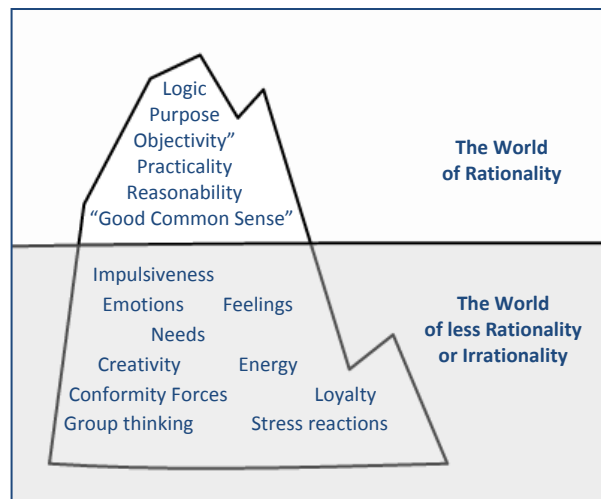 Logic
Purpose
Objectivity”
Practicality
Reasonability
“Good Common Sense”
The World
of Rationality
Impulsiveness
Emotions Feelings
Needs
Creativity Energy
Conformity Forces Loyalty
Group thinking Stress reactions
The World
of less Rationality
or Irrationality